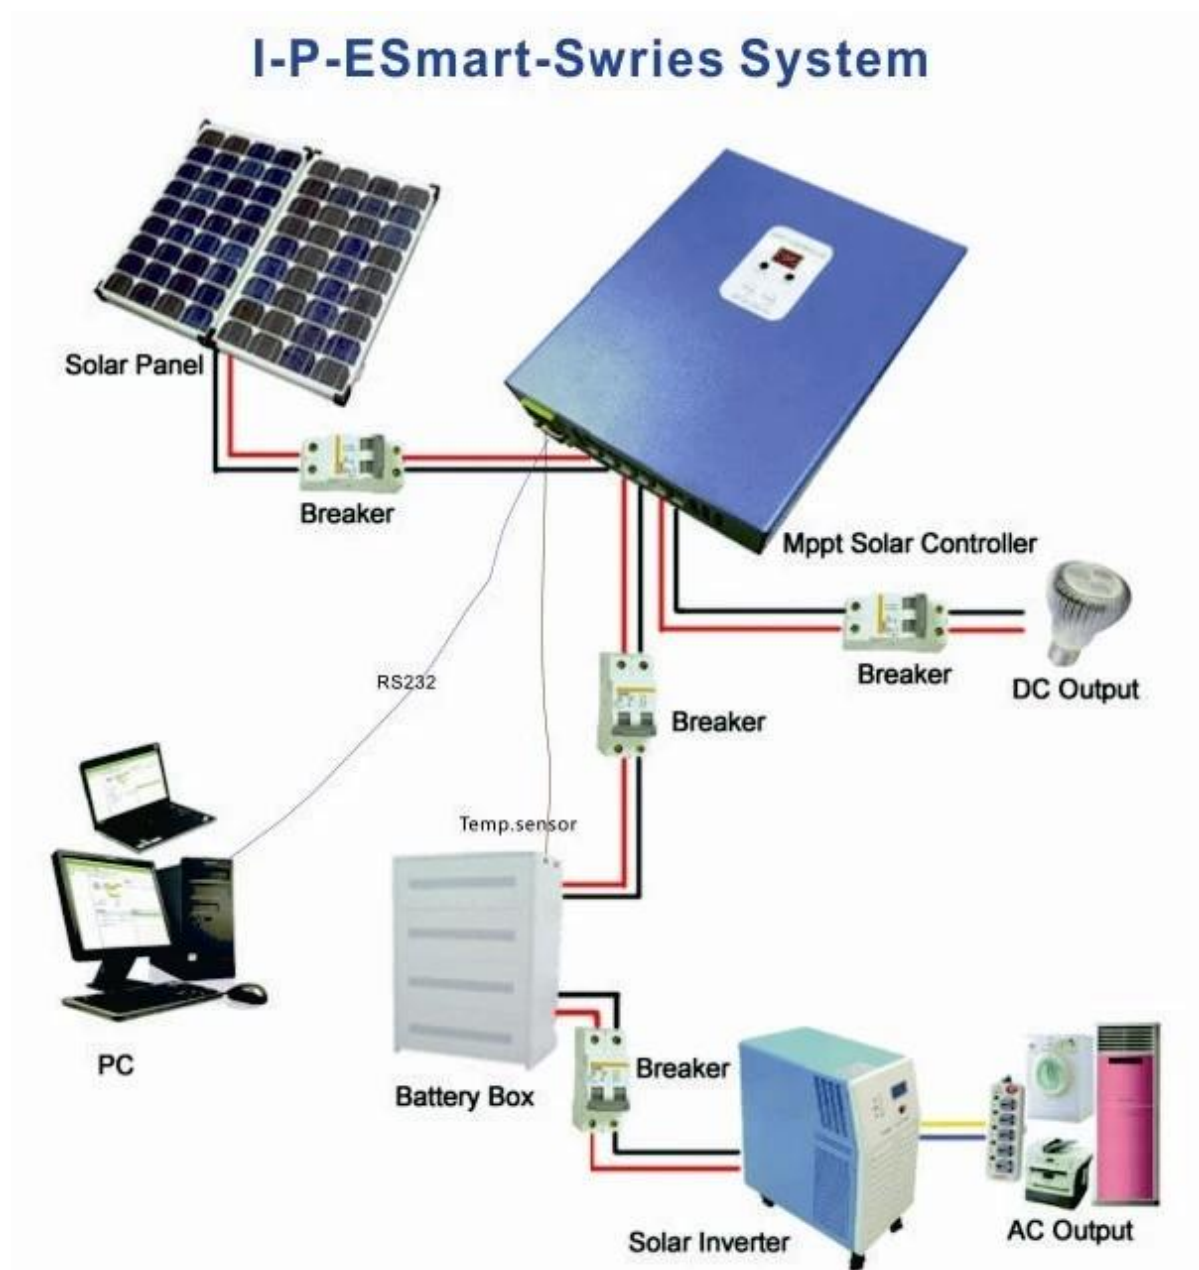 I-P-ESmart-Swries System
Solar Panel
Breaker
Mppt Solar Controller
Breaker
DC Output
RS232
Breaker
Temp.sensor
PC
Battery Box
Breaker
Solar Inverter
AC Output